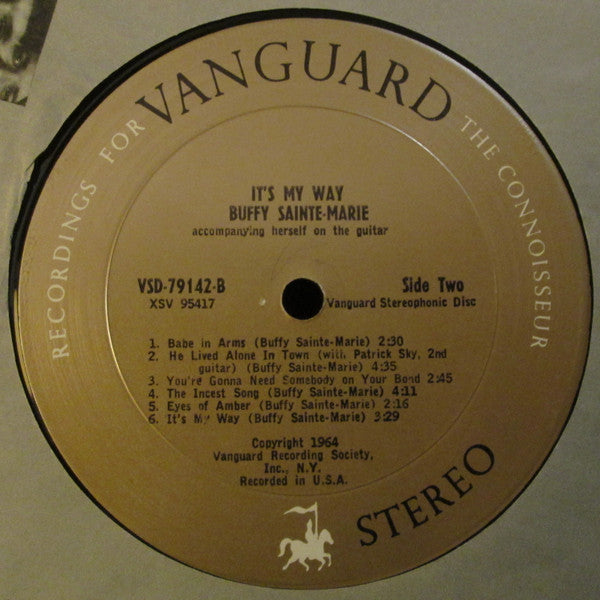 RECORDINGS FOR VANGUARD THE CONNOISSEUR
IT'S MY WAY
BUFFY SAINTE-MARIE
accompanying herself on the guitar
VSD-79142-B
XSV 95417
Side Two
Vanguard Stereophonic Disc
1. Babe in Arms (Buffy Sainte-Marie) 2:30
2. He Lived Alone In Town (with Patrick Sky, 2nd
guitar) (Buffy Sainte-Marie) 4:35
3. You're Gonna Need Somebody on Your Bond 2:45
4. The Incest Song (Buffy Sainte-Marie) 4:11
5. Eyes of Amber (Buffy Sainte-Marie) 2:16
6. It's My Way (Buffy Sainte-Marie) 3:29
Copyright 1964
Vanguard Recording Society,
Inc., N.Y.
Recorded in U.S.A.
STEREO